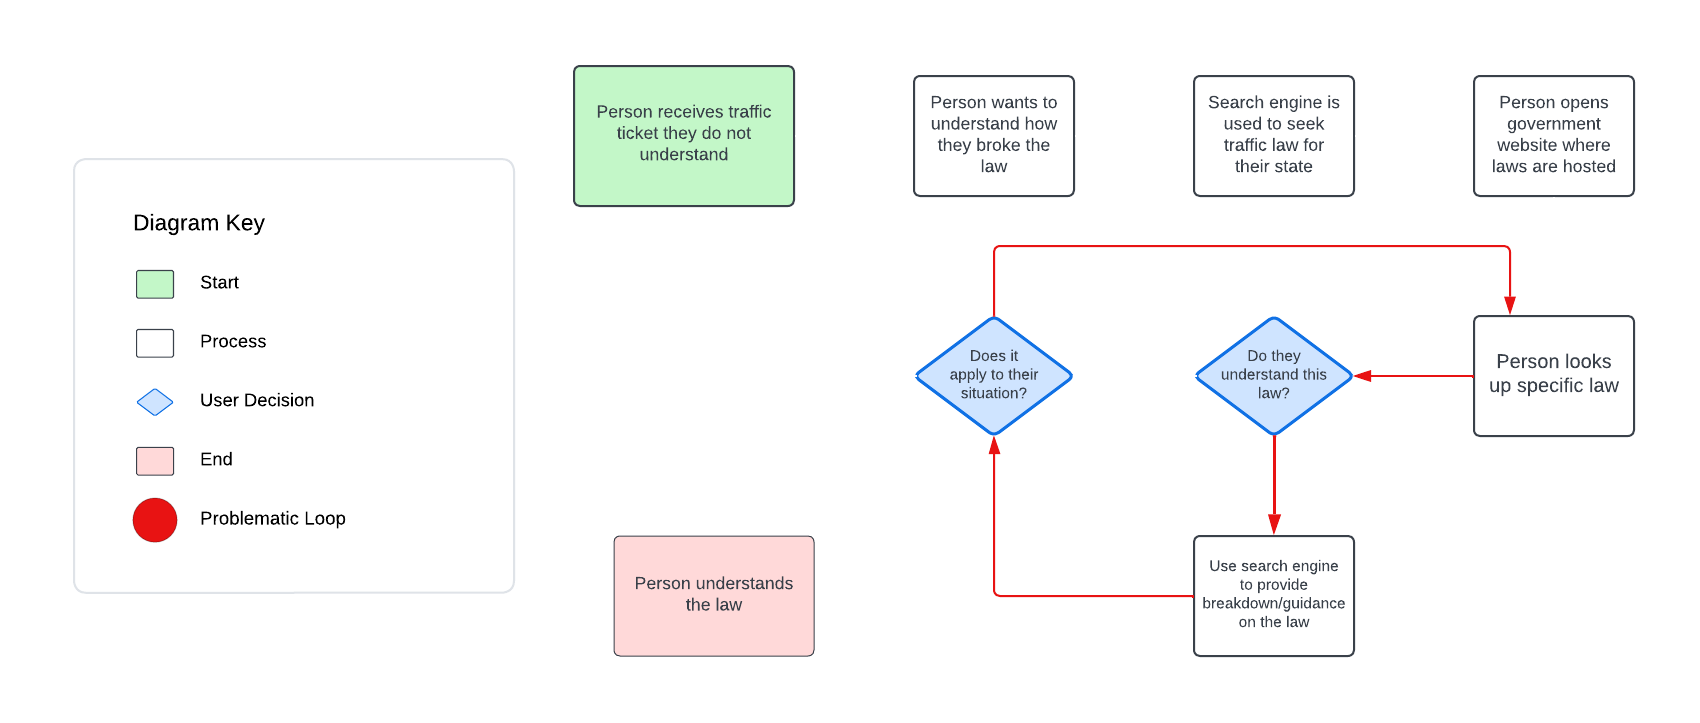 Person receives traffic
ticket they do not
understand
Person wants to
understand how
they broke the
law
Search engine is
used to seek
traffic law for
their state
Person opens
government
website where
laws are hosted
Diagram Key
Start
Process
User Decision
End
Problematic Loop
Does it
apply to their
situation?
Do they
understand this
law?
Person looks
up specific law
Person understands
the law
Use search engine
to provide
breakdown/guidance
on the law